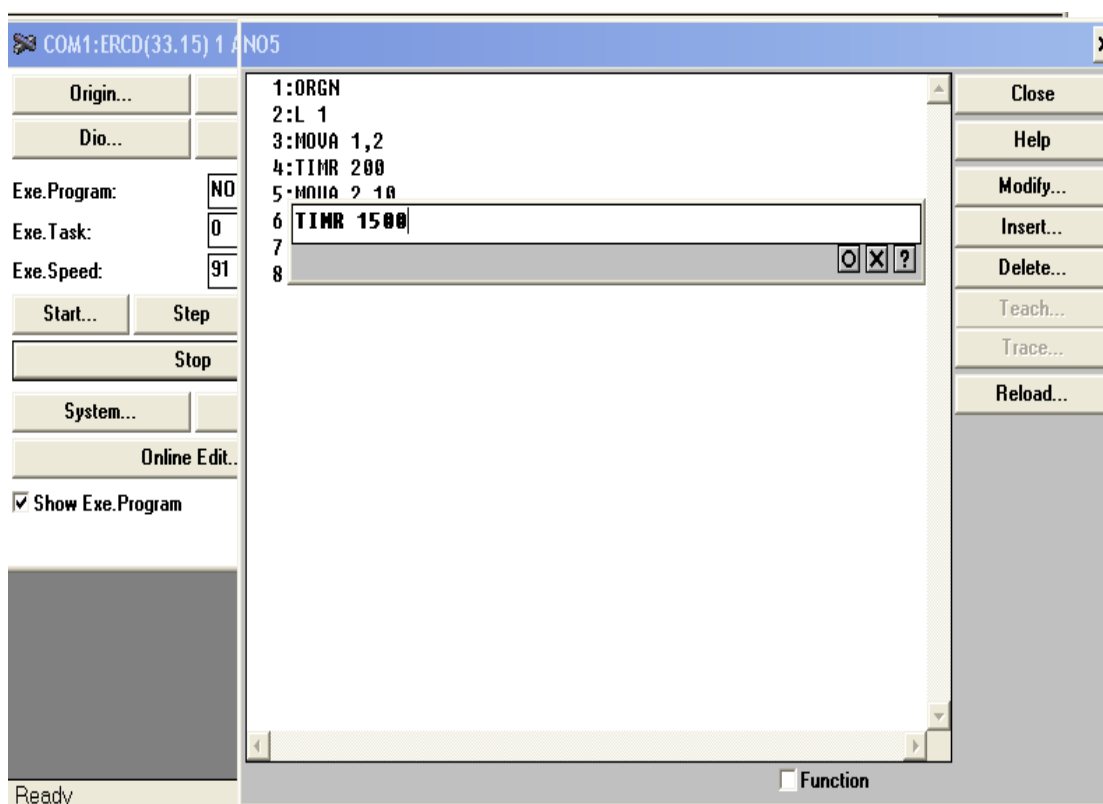 COM1:ERCD(33.15) 1 A
NO5
Origin...
Dio...
Exe.Program:
NO
Exe.Task:
0
Exe.Speed:
91
Start...
Step
Stop
System...
Online Edit..
Show Exe.Program
Ready
1:ORGN
2:L 1
3:MOVA 1,2
4:TIMR 200
5:MOVA 2 10
6
TIMR 1500
7
8
O X ?
Close
Help
Modify...
Insert...
Delete...
Teach...
Trace...
Reload...
Function